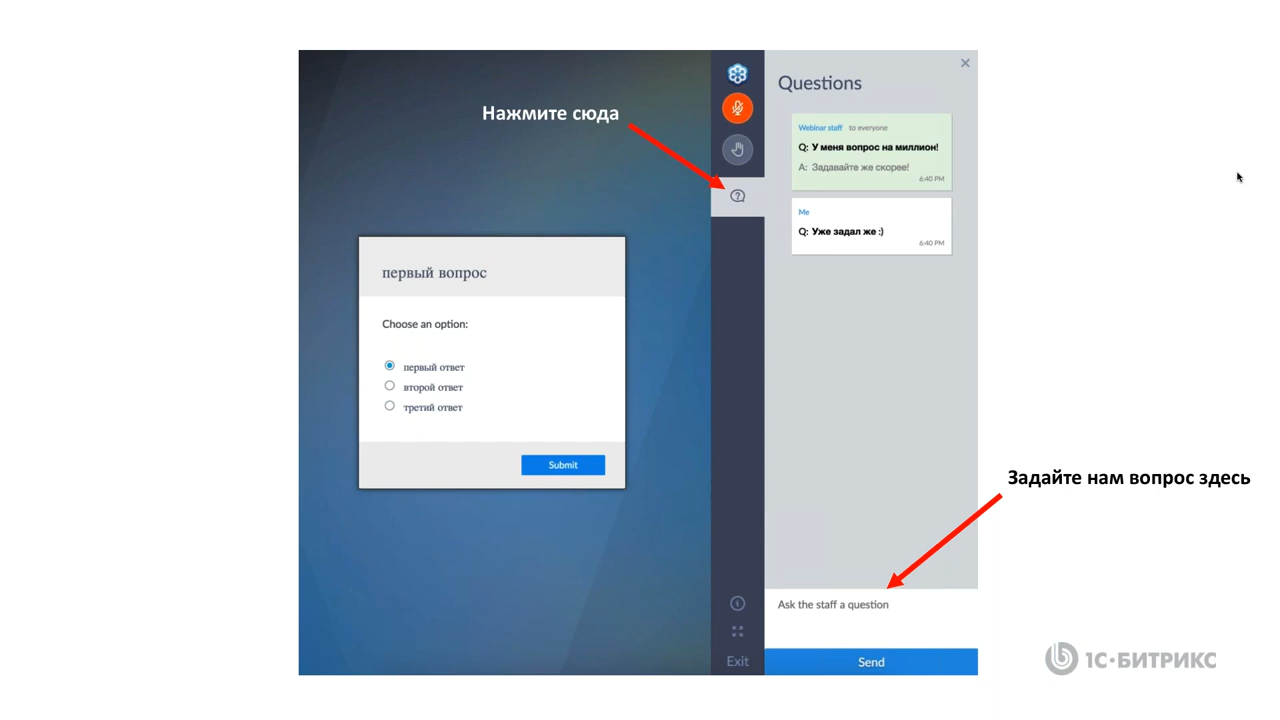 Нажмите сюда
Questions
Webinar staff to everyone
Q: У меня вопрос на миллион!
A: Задавайте же скорее!
6:40 PM
Me
Q: Уже задал же :)
6:40 PM
первый вопрос
Choose an option:
первый ответ
второй ответ
третий ответ
Submit
Задайте нам вопрос здесь
Ask the staff a question
Exit
Send
1С·БИТРИКС